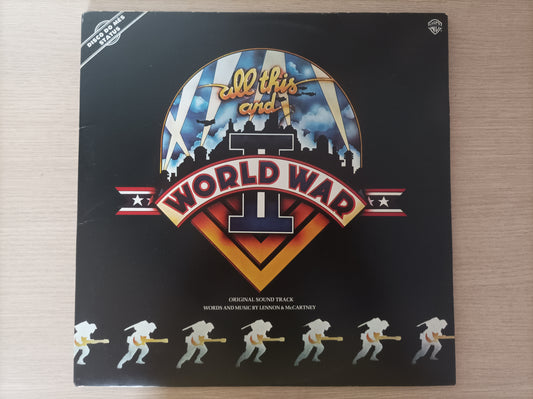 DISCO DO MÊS
STATUS
all this
and
WORLD WAR
II
ORIGINAL SOUND TRACK
WORDS AND MUSIC BY LENNON & McCARTNEY